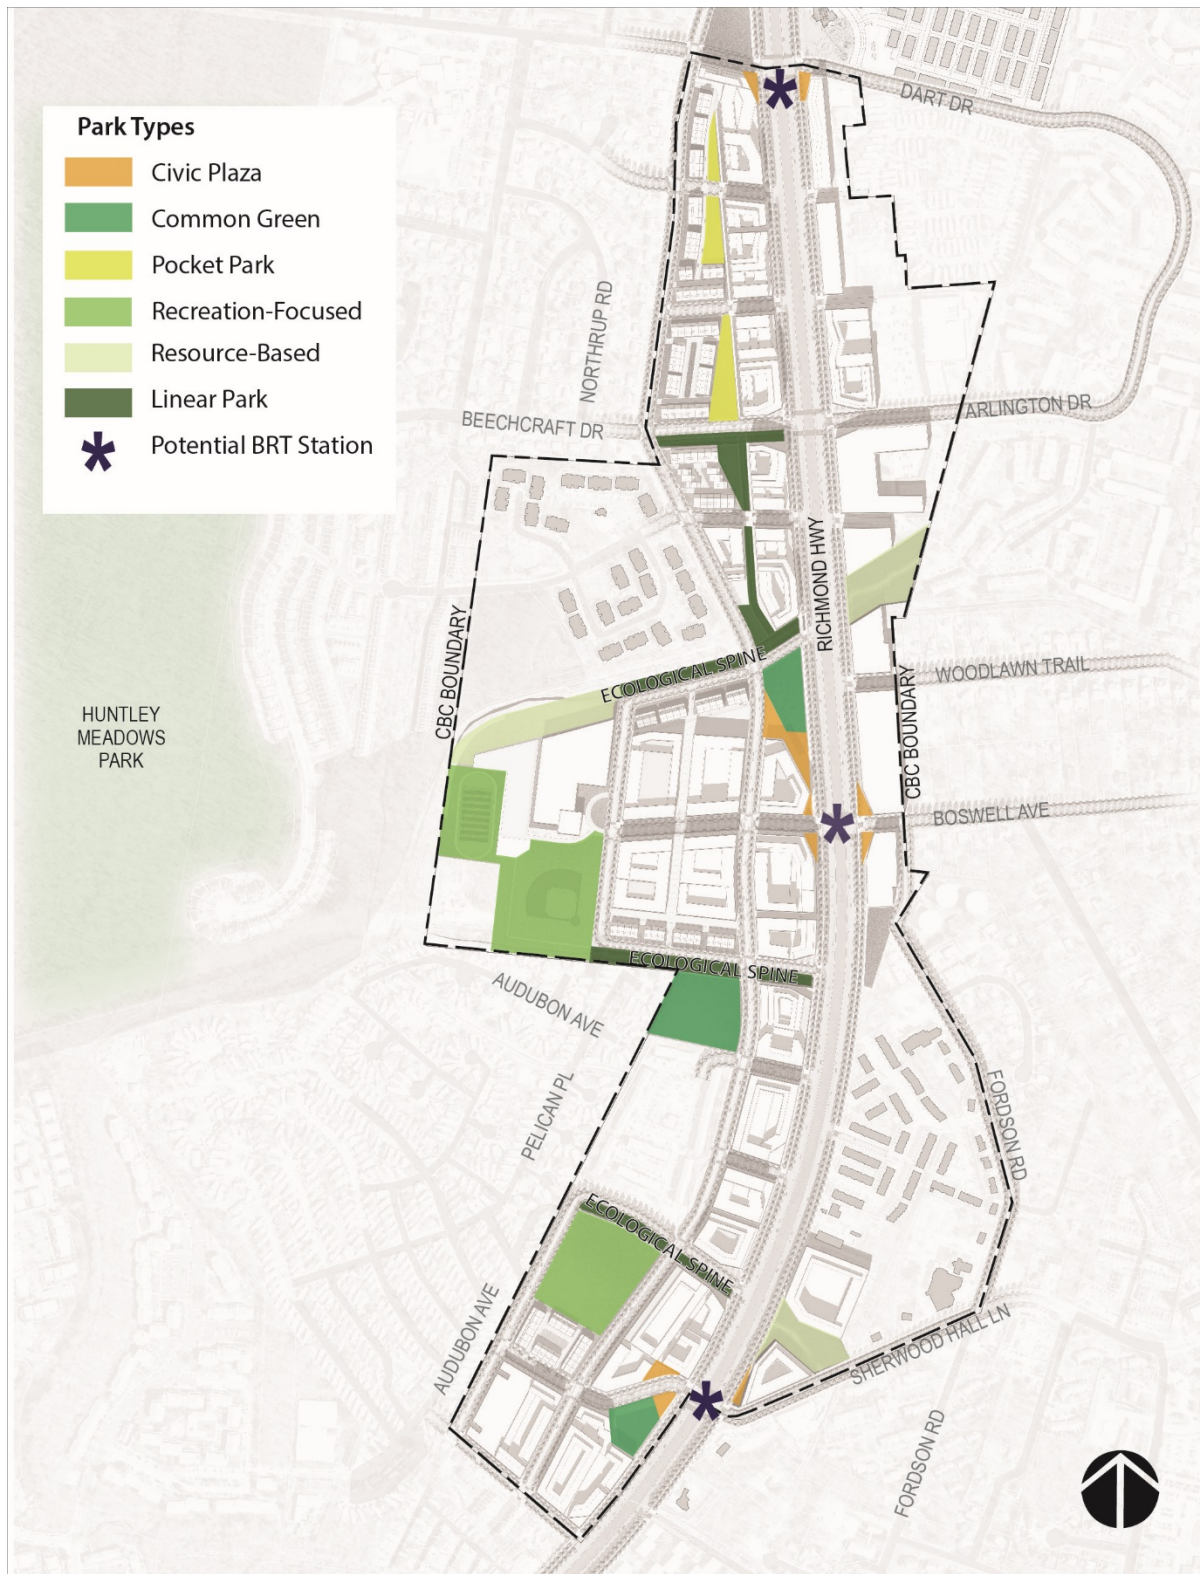 DART DR
Park Types
Civic Plaza
Common Green
Pocket Park
Recreation-Focused
Resource-Based
Linear Park
Potential BRT Station
NORTHRUP RD
BEECHCRAFT DR
ARLINGTON DR
RICHMOND HWY
CBC BOUNDARY
ECOLOGICAL SPINE
WOODLAWN TRAIL
CBC BOUNDARY
HUNTLEY
MEADOWS
PARK
BOSWELL AVE
ECOLOGICAL SPINE
AUDUBON AVE
PELICAN PL
FORDSON RD
ECOLOGICAL SPINE
AUDUBON AVE
SHERWOOD HALL LN
FORDSON RD